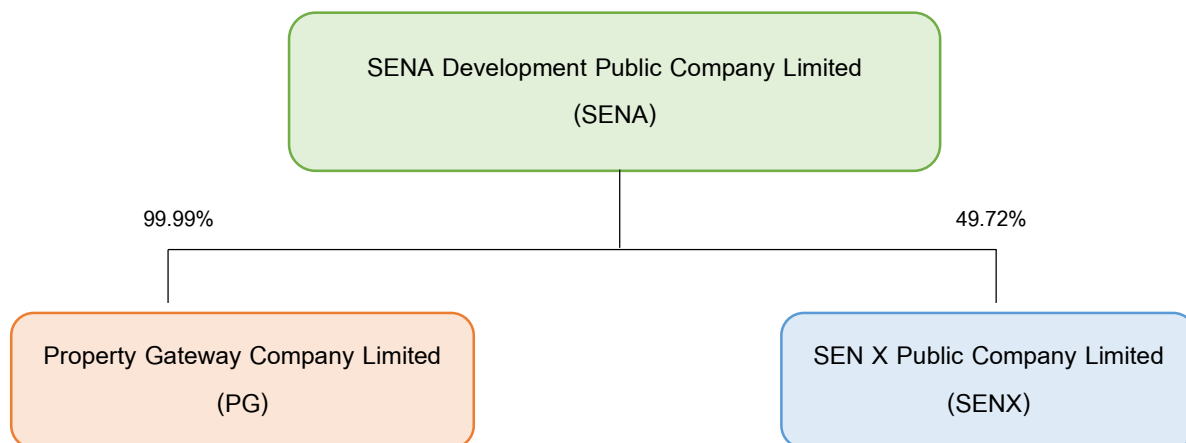 SENA Development Public Company Limited
(SENA)
99.99%
49.72%
Property Gateway Company Limited
(PG)
SEN X Public Company Limited
(SENX)